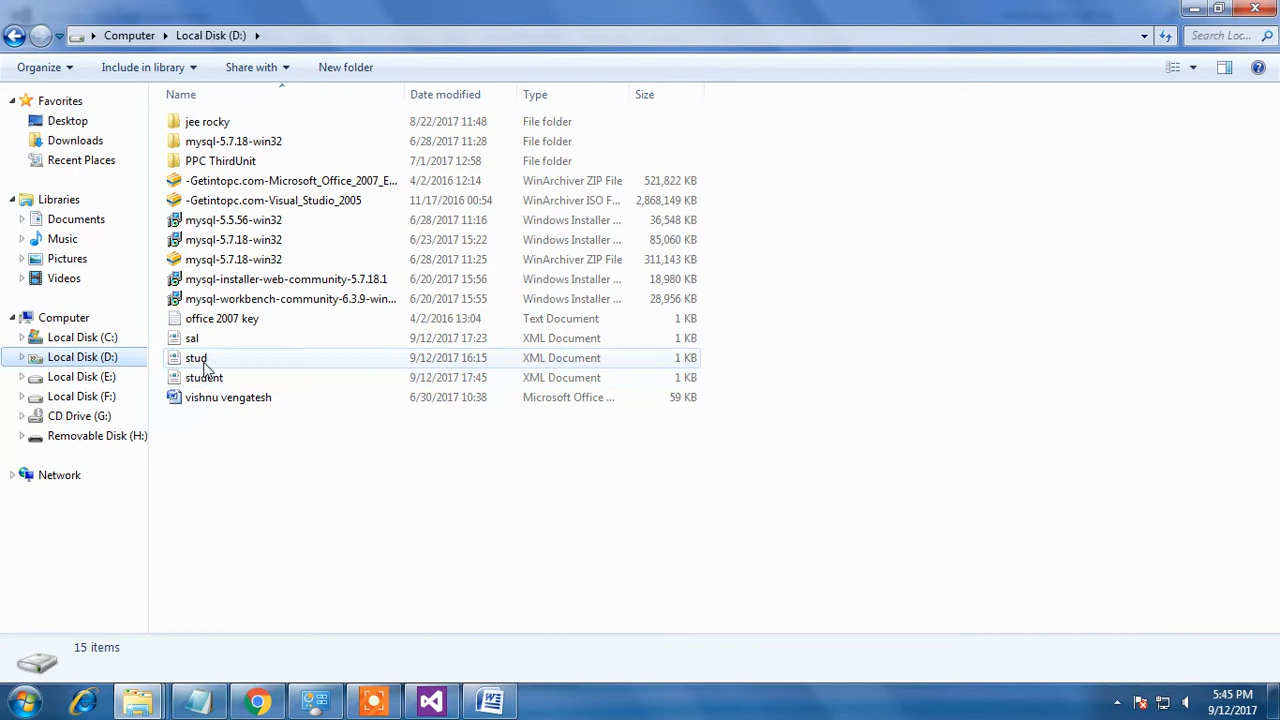 Computer Local Disk (D:) Search Loc...
Organize Include in library Share with New folder
Name Date modified Type Size
Favorites
Desktop
Downloads
Recent Places
Libraries
Documents
Music
Pictures
Videos
Computer
Local Disk (C:)
Local Disk (D:)
Local Disk (E:)
Local Disk (F:)
CD Drive (G:)
Removable Disk (H:)
Network
jee rocky 8/22/2017 11:48 File folder
mysql-5.7.18-win32 6/28/2017 11:28 File folder
PPC ThirdUnit 7/1/2017 12:58 File folder
-Getintopc.com-Microsoft_Office_2007_E... 4/2/2016 12:14 WinArchiver ZIP File 521,822 KB
-Getintopc.com-Visual_Studio_2005 11/17/2016 00:54 WinArchiver ISO F... 2,868,149 KB
mysql-5.5.56-win32 6/28/2017 11:16 Windows Installer ... 36,548 KB
mysql-5.7.18-win32 6/23/2017 15:22 Windows Installer ... 85,060 KB
mysql-5.7.18-win32 6/28/2017 11:25 WinArchiver ZIP File 311,143 KB
mysql-installer-web-community-5.7.18.1 6/20/2017 15:56 Windows Installer ... 18,980 KB
mysql-workbench-community-6.3.9-win... 6/20/2017 15:55 Windows Installer ... 28,956 KB
office 2007 key 4/2/2016 13:04 Text Document 1 KB
sal 9/12/2017 17:23 XML Document 1 KB
stud 9/12/2017 16:15 XML Document 1 KB
student 9/12/2017 17:45 XML Document 1 KB
vishnu vengatesh 6/30/2017 10:38 Microsoft Office ... 59 KB
15 items
5:45 PM
9/12/2017